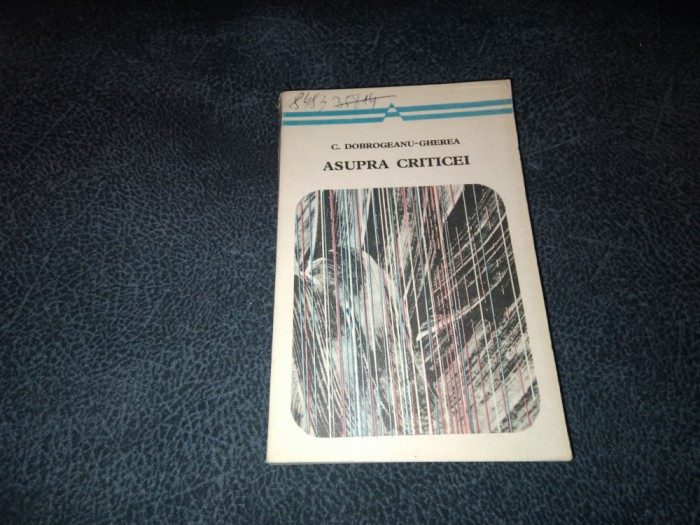 C. DOBROGEANU-GHEREA
ASUPRA CRITICEI